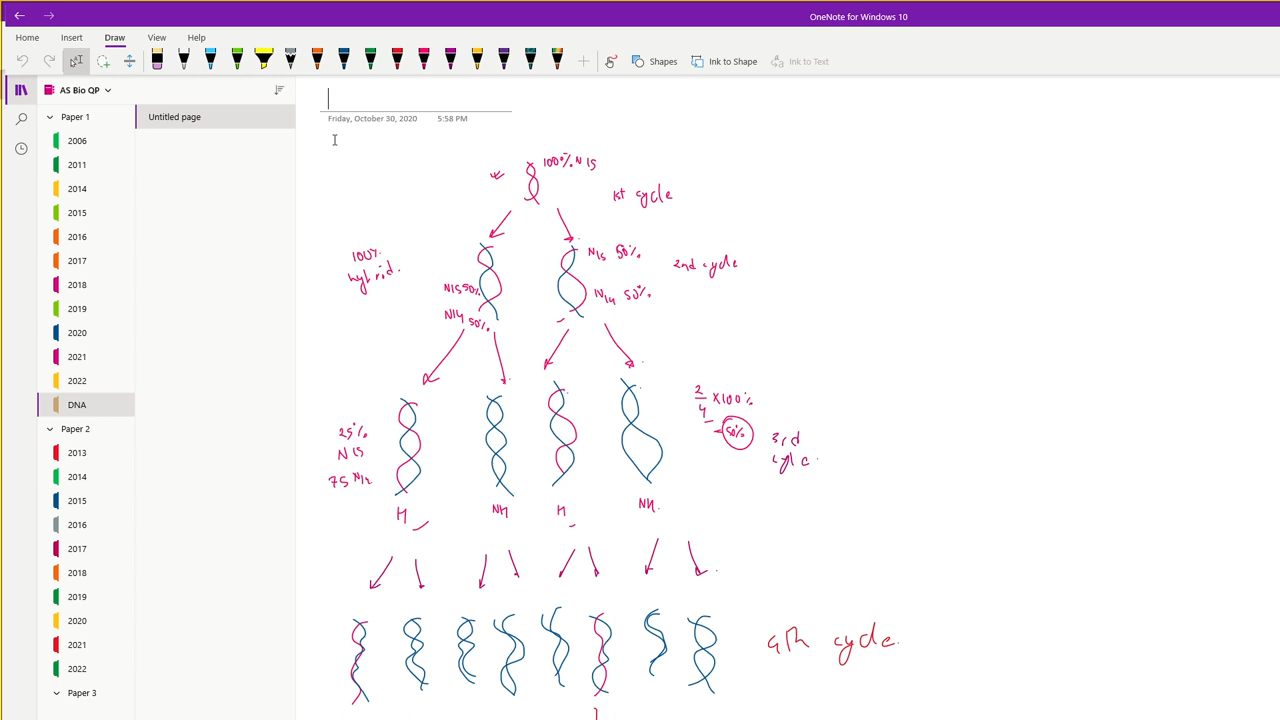 OneNote for Windows 10
Home
Insert
Draw
View
Help
Shapes
Ink to Shape
Ink to Text
AS Bio QP
Paper 1
2006
2011
2014
2015
2016
2017
2018
2019
2020
2021
2022
DNA
Paper 2
2013
2014
2015
2016
2017
2018
2019
2020
2021
2022
Paper 3
Untitled page
Friday, October 30, 2020 5:58 PM
100% N15
1st cycle
100%
hybrid.
N15 50%
2nd cycle
N15 50%
N14 50%
N14 50%
2/4 x100%
50%
3rd
25%
N15
75 N14
H
NH
H
NH.
4th cycle.